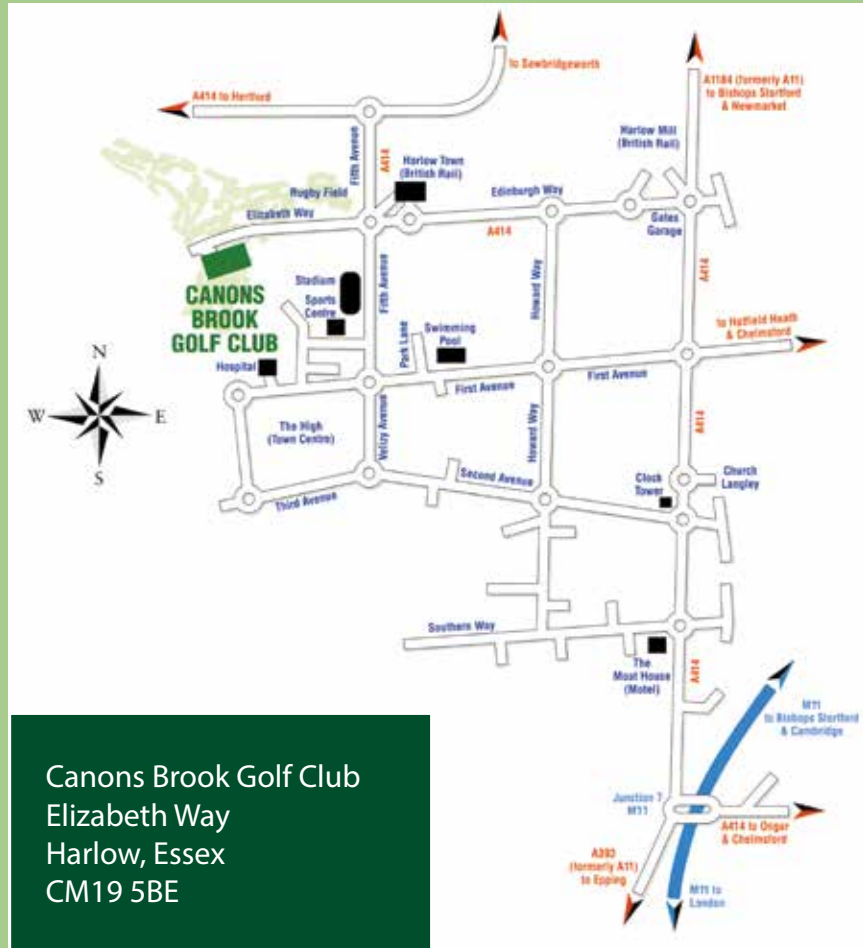 to Sawbridgeworth
A414 to Hertford
A1184 (formerly A11)
to Bishops Stortford
& Newmarket
Fifth Avenue
A414
Harlow Mill
(British Rail)
Harlow Town
(British Rail)
Rugby Field
Edinburgh Way
Elizabeth Way
Gates
Garage
A414
A414
Stadium
Sports
Centre
Fifth Avenue
Howard Way
CANONS
BROOK
GOLF CLUB
Park Lane
Swimming
Pool
to Hatfield Heath
& Chelmsford
Hospital
First Avenue
First Avenue
N
W
E
S
The High
(Town Centre)
Velizy Avenue
Howard Way
A414
Second Avenue
Third Avenue
Clock
Tower
Church
Langley
Southern Way
The
Moat House
(Motel)
A414
M11
to Bishops Stortford
& Cambridge
Junction 7
M11
A414 to Ongar
& Chelmsford
A393
(formerly A11)
to Epping
M11 to
London
Canons Brook Golf Club
Elizabeth Way
Harlow, Essex
CM19 5BE